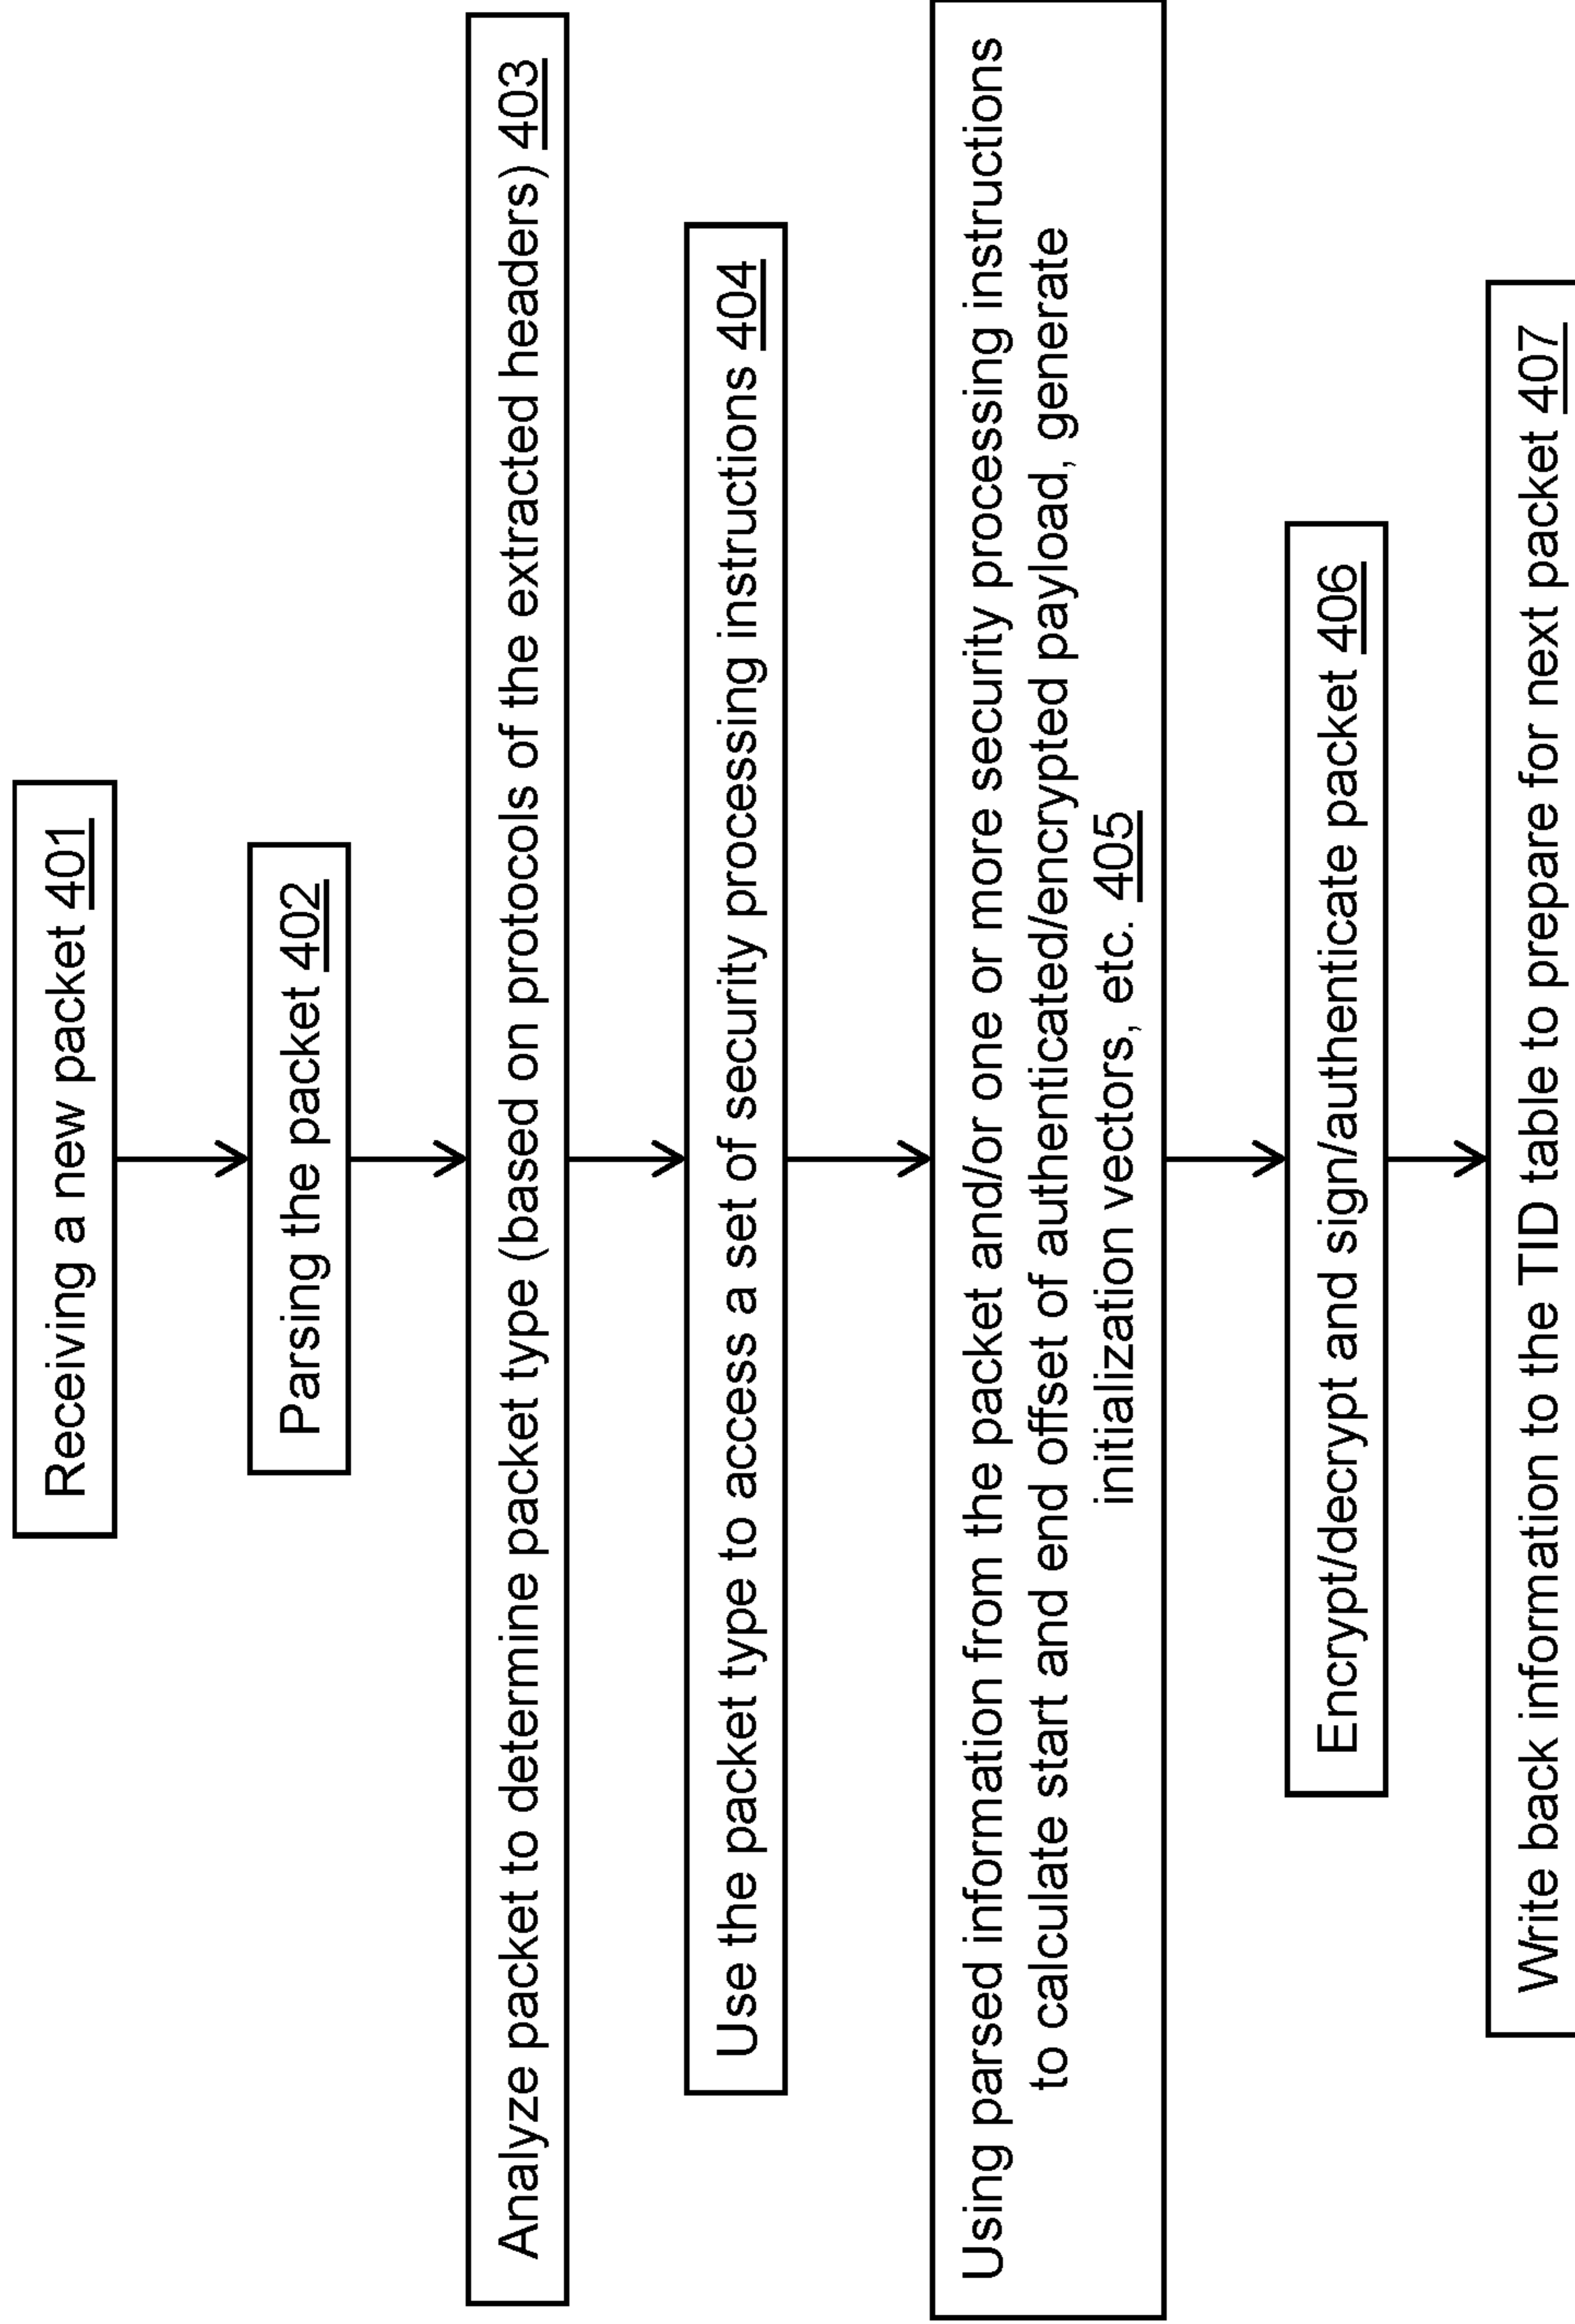 Receiving a new packet 401
Parsing the packet 402
Analyze packet to determine packet type (based on protocols of the extracted headers) 403
Use the packet type to access a set of security processing instructions 404
Using parsed information from the packet and/or one or more security processing instructions
to calculate start and end offset of authenticated/encrypted payload, generate
initialization vectors, etc. 405
Encrypt/decrypt and sign/authenticate packet 406
Write back information to the TID table to prepare for next packet 407